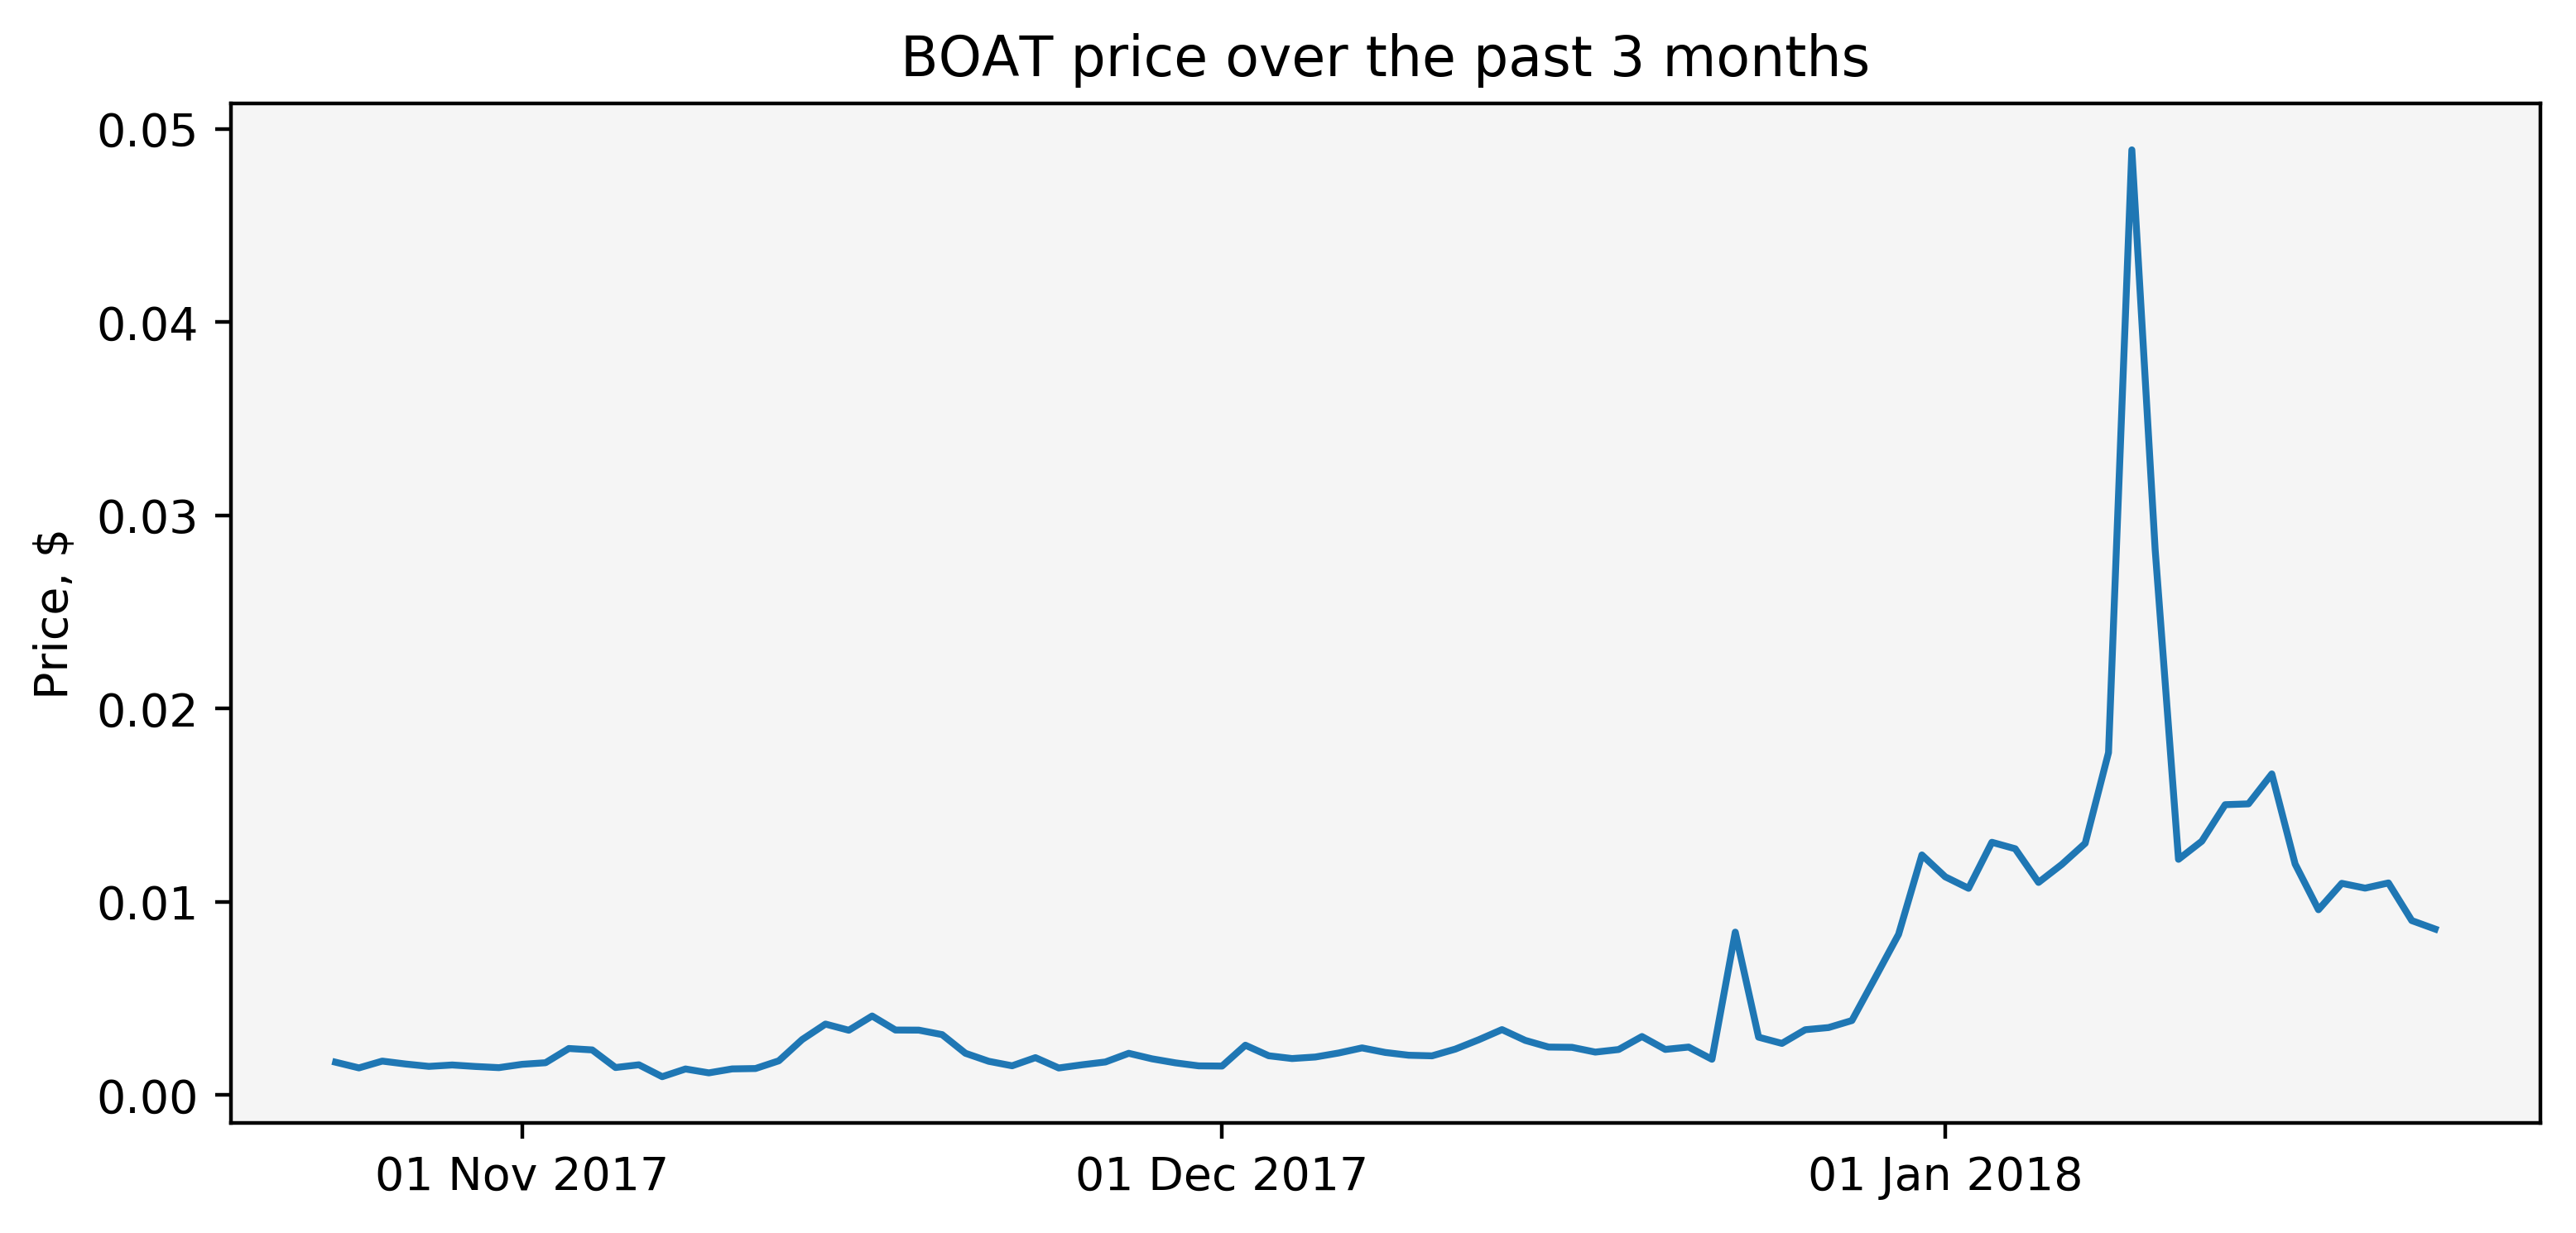 BOAT price over the past 3 months
0.05
0.04
0.03
0.02
0.01
0.00
Price, $
01 Nov 2017
01 Dec 2017
01 Jan 2018